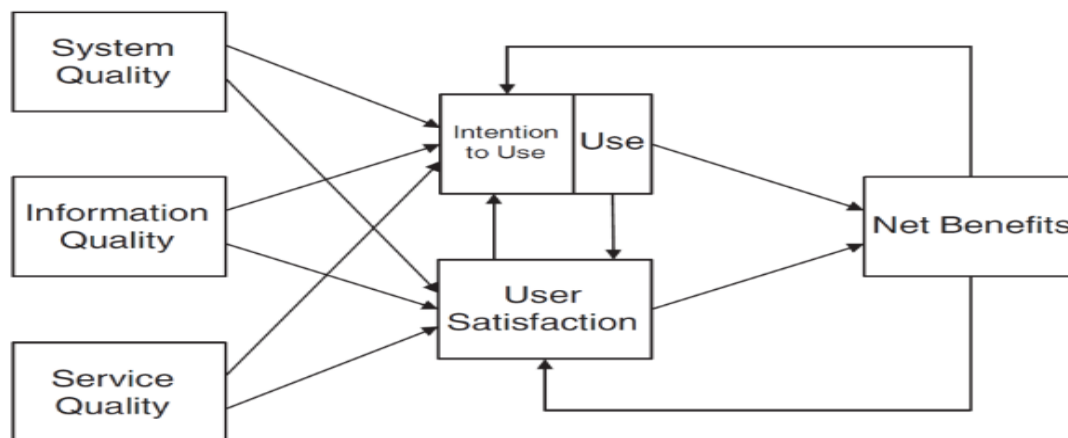 System
Quality
Intention
to Use
Use
Information
Quality
Net Benefits
User
Satisfaction
Service
Quality